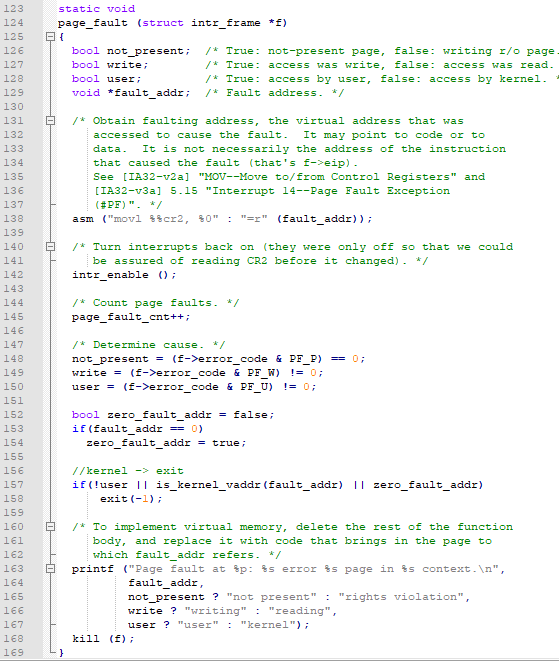 123 static void
124 page_fault (struct intr_frame *f)
125 {
126 bool not_present; /* True: not-present page, false: writing r/o page.
127 bool write; /* True: access was write, false: access was read.
128 bool user; /* True: access by user, false: access by kernel. *
129 void *fault_addr; /* Fault address. */
130
131 /* Obtain faulting address, the virtual address that was
132 accessed to cause the fault. It may point to code or to
133 data. It is not necessarily the address of the instruction
134 that caused the fault (that's f->eip).
135 See [IA32-v2a] "MOV--Move to/from Control Registers" and
136 [IA32-v3a] 5.15 "Interrupt 14--Page Fault Exception
137 (#PF)". */
138 asm ("movl %%cr2, %0" : "=r" (fault_addr));
139
140 /* Turn interrupts back on (they were only off so that we could
141 be assured of reading CR2 before it changed). */
142 intr_enable ();
143
144 /* Count page faults. */
145 page_fault_cnt++;
146
147 /* Determine cause. */
148 not_present = (f->error_code & PF_P) == 0;
149 write = (f->error_code & PF_W) != 0;
150 user = (f->error_code & PF_U) != 0;
151
152 bool zero_fault_addr = false;
153 if(fault_addr == 0)
154 zero_fault_addr = true;
155
156 //kernel -> exit
157 if(!user || is_kernel_vaddr(fault_addr) || zero_fault_addr)
158 exit(-1);
159
160 /* To implement virtual memory, delete the rest of the function
161 body, and replace it with code that brings in the page to
162 which fault_addr refers. */
163 printf ("Page fault at %p: %s error %s page in %s context.\n",
164 fault_addr,
165 not_present ? "not present" : "rights violation",
166 write ? "writing" : "reading",
167 user ? "user" : "kernel");
168 kill (f);
169 }